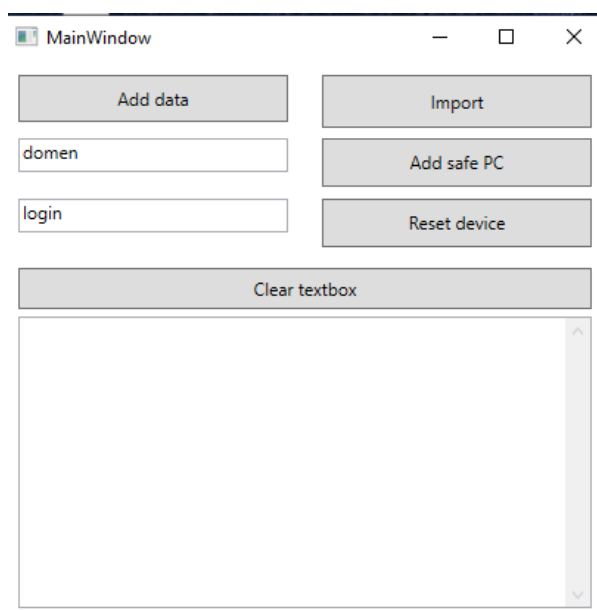 MainWindow
Add data
Import
domen
Add safe PC
login
Reset device
Clear textbox